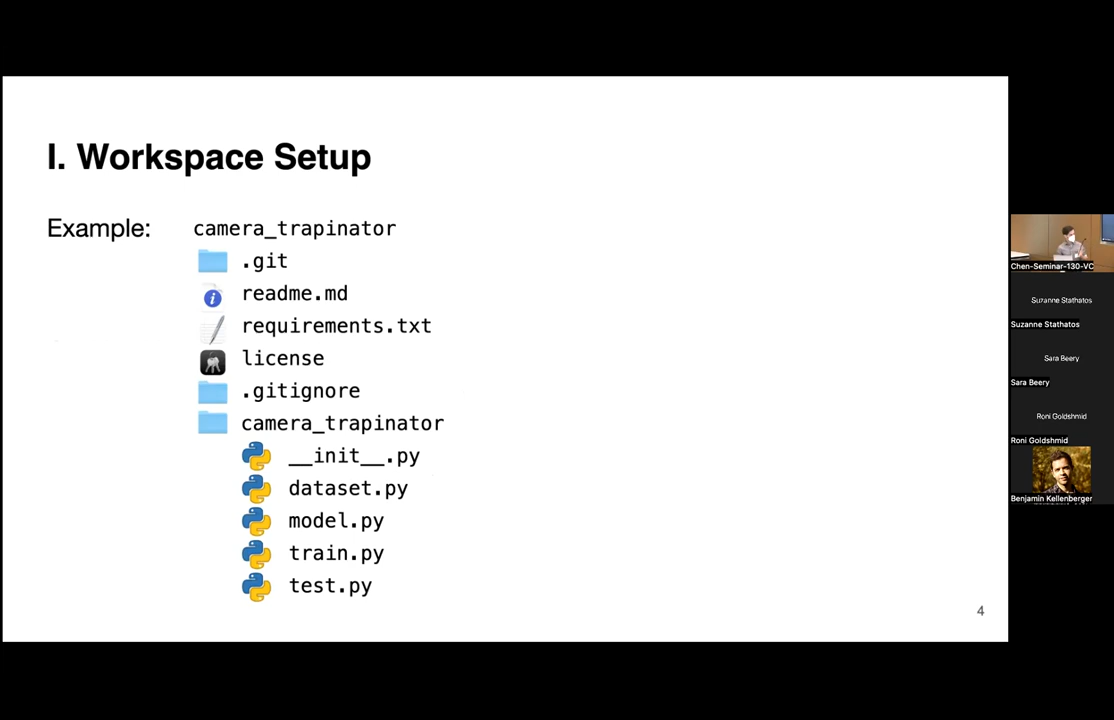 I. Workspace Setup
Example:
camera_trapinator
.git
readme.md
requirements.txt
license
.gitignore
camera_trapinator
__init__.py
dataset.py
model.py
train.py
test.py
4
Chen-Seminar-130-VC
Suzanne Stathatos
Suzanne Stathatos
Sara Beery
Sara Beery
Roni Goldshmid
Roni Goldshmid
Benjamin Kellenberger